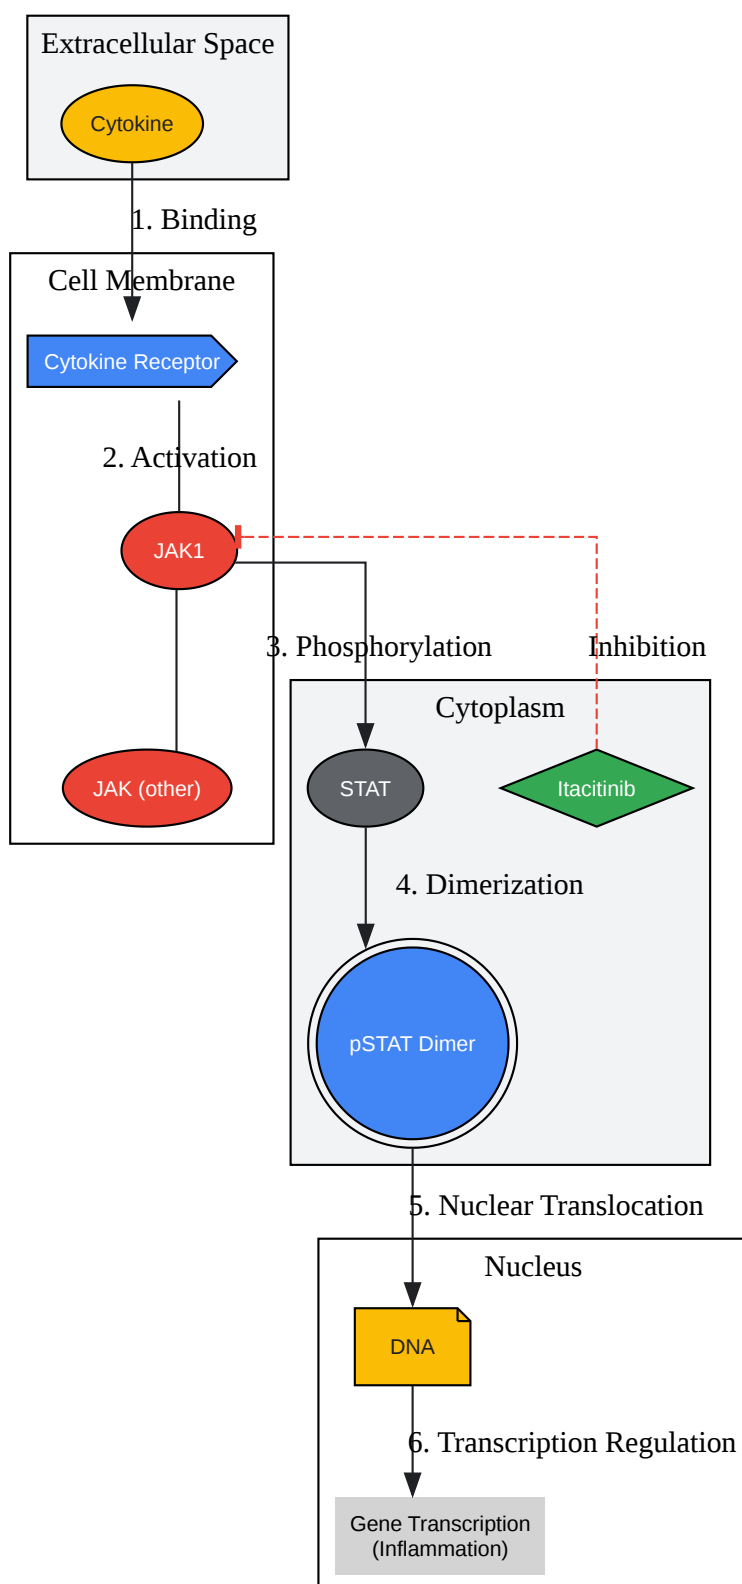 Extracellular Space
Cytokine
1. Binding
Cell Membrane
Cytokine Receptor
2. Activation
JAK1
3. Phosphorylation
Inhibition
Cytoplasm
JAK (other)
STAT
Itacitinib
4. Dimerization
pSTAT Dimer
5. Nuclear Translocation
Nucleus
DNA
6. Transcription Regulation
Gene Transcription
(Inflammation)